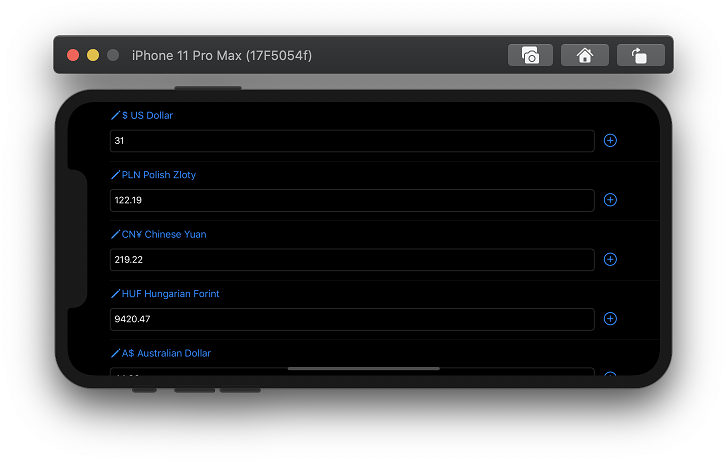 iPhone 11 Pro Max (17F5054f)
$ US Dollar
31
PLN Polish Zloty
122.19
CN¥ Chinese Yuan
219.22
HUF Hungarian Forint
9420.47
A$ Australian Dollar